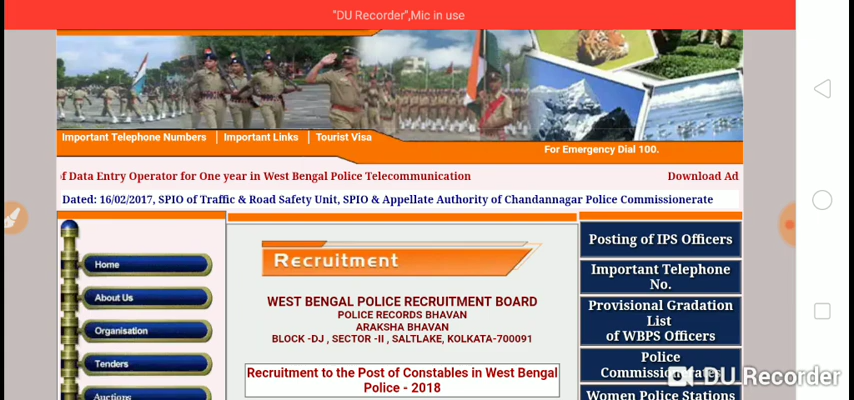 "DU Recorder",Mic in use
Important Telephone Numbers
Important Links
Tourist Visa
For Emergency Dial 100.
of Data Entry Operator for One year in West Bengal Police Telecommunication
Download Ad
Dated: 16/02/2017, SPIO of Traffic & Road Safety Unit, SPIO & Appellate Authority of Chandannagar Police Commissionerate
Home
About Us
Organisation
Tenders
Auctions
Recruitment
WEST BENGAL POLICE RECRUITMENT BOARD
POLICE RECORDS BHAVAN
ARAKSHA BHAVAN
BLOCK -DJ , SECTOR -II , SALTLAKE, KOLKATA-700091
Recruitment to the Post of Constables in West Bengal
Police - 2018
Posting of IPS Officers
Important Telephone
No.
Provisional Gradation
List
of WBPS Officers
Police
Commissionerates
Women Police Stations
DU Recorder